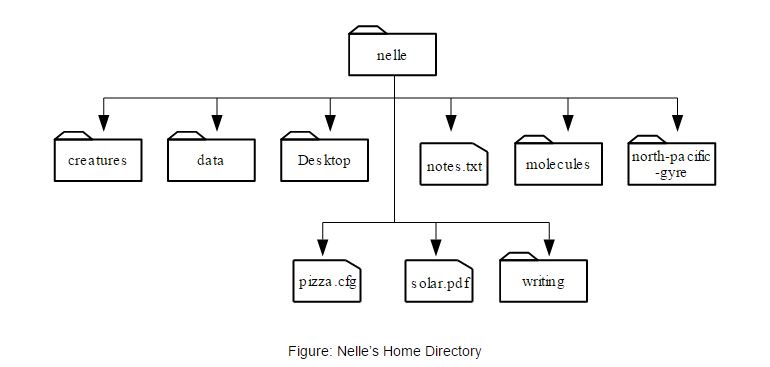 nelle
creatures
data
Desktop
notes.txt
molecules
north-pacific
-gyre
pizza.cfg
solar.pdf
writing
Figure: Nelle's Home Directory